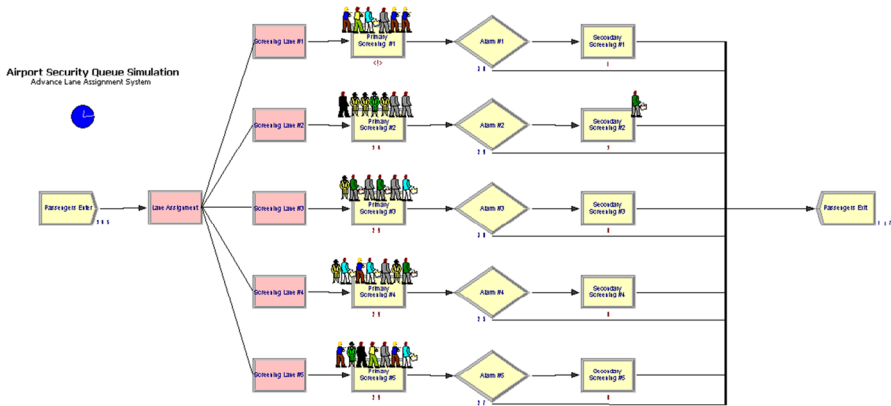 Airport Security Queue Simulation
Advance Lane Assignment System
Passengers Enter
Lane Assignment
Screening Lane #1
Primary
Screening #1
Alarm #1
Secondary
Screening #1
Screening Lane #2
Primary
Screening #2
Alarm #2
Secondary
Screening #2
Screening Lane #3
Primary
Screening #3
Alarm #3
Secondary
Screening #3
Screening Lane #4
Primary
Screening #4
Alarm #4
Secondary
Screening #4
Screening Lane #5
Primary
Screening #5
Alarm #5
Secondary
Screening #5
Passengers Exit